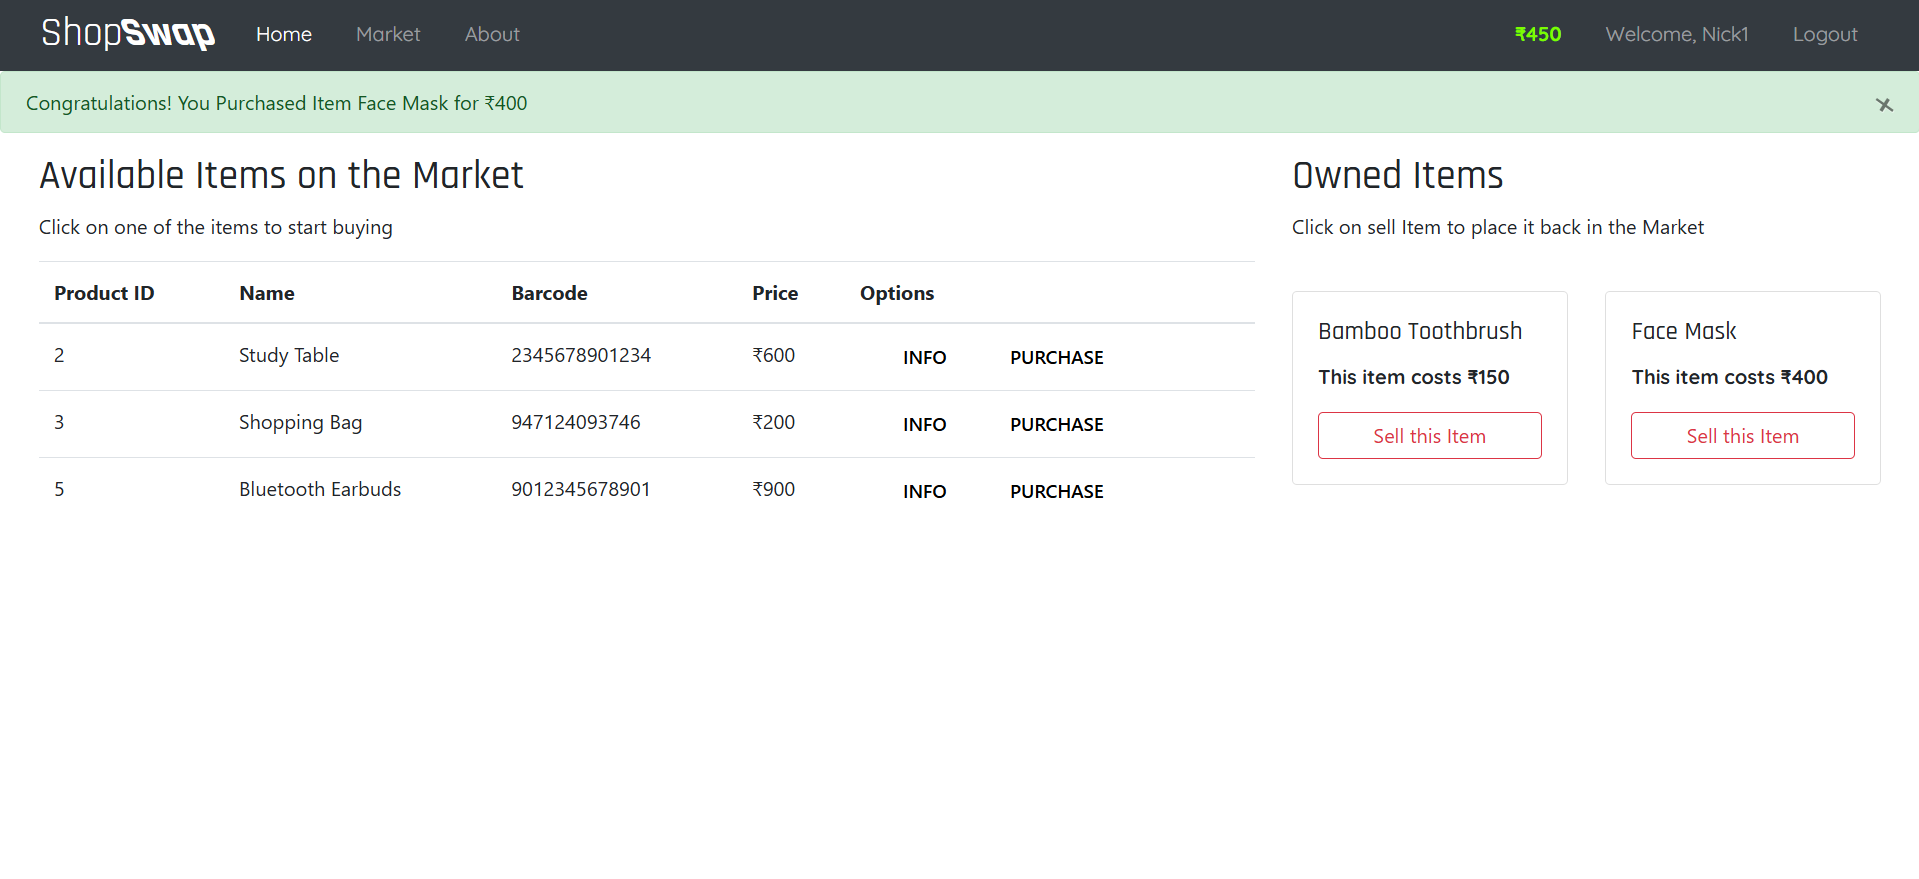 ShopSwap Home Market About ₹450 Welcome, Nick1 Logout
Congratulations! You Purchased Item Face Mask for ₹400 ×
Available Items on the Market
Click on one of the items to start buying
Product ID Name Barcode Price Options
2 Study Table 2345678901234 ₹600 INFO PURCHASE
3 Shopping Bag 947124093746 ₹200 INFO PURCHASE
5 Bluetooth Earbuds 9012345678901 ₹900 INFO PURCHASE
Owned Items
Click on sell Item to place it back in the Market
Bamboo Toothbrush
This item costs ₹150
Sell this Item
Face Mask
This item costs ₹400
Sell this Item